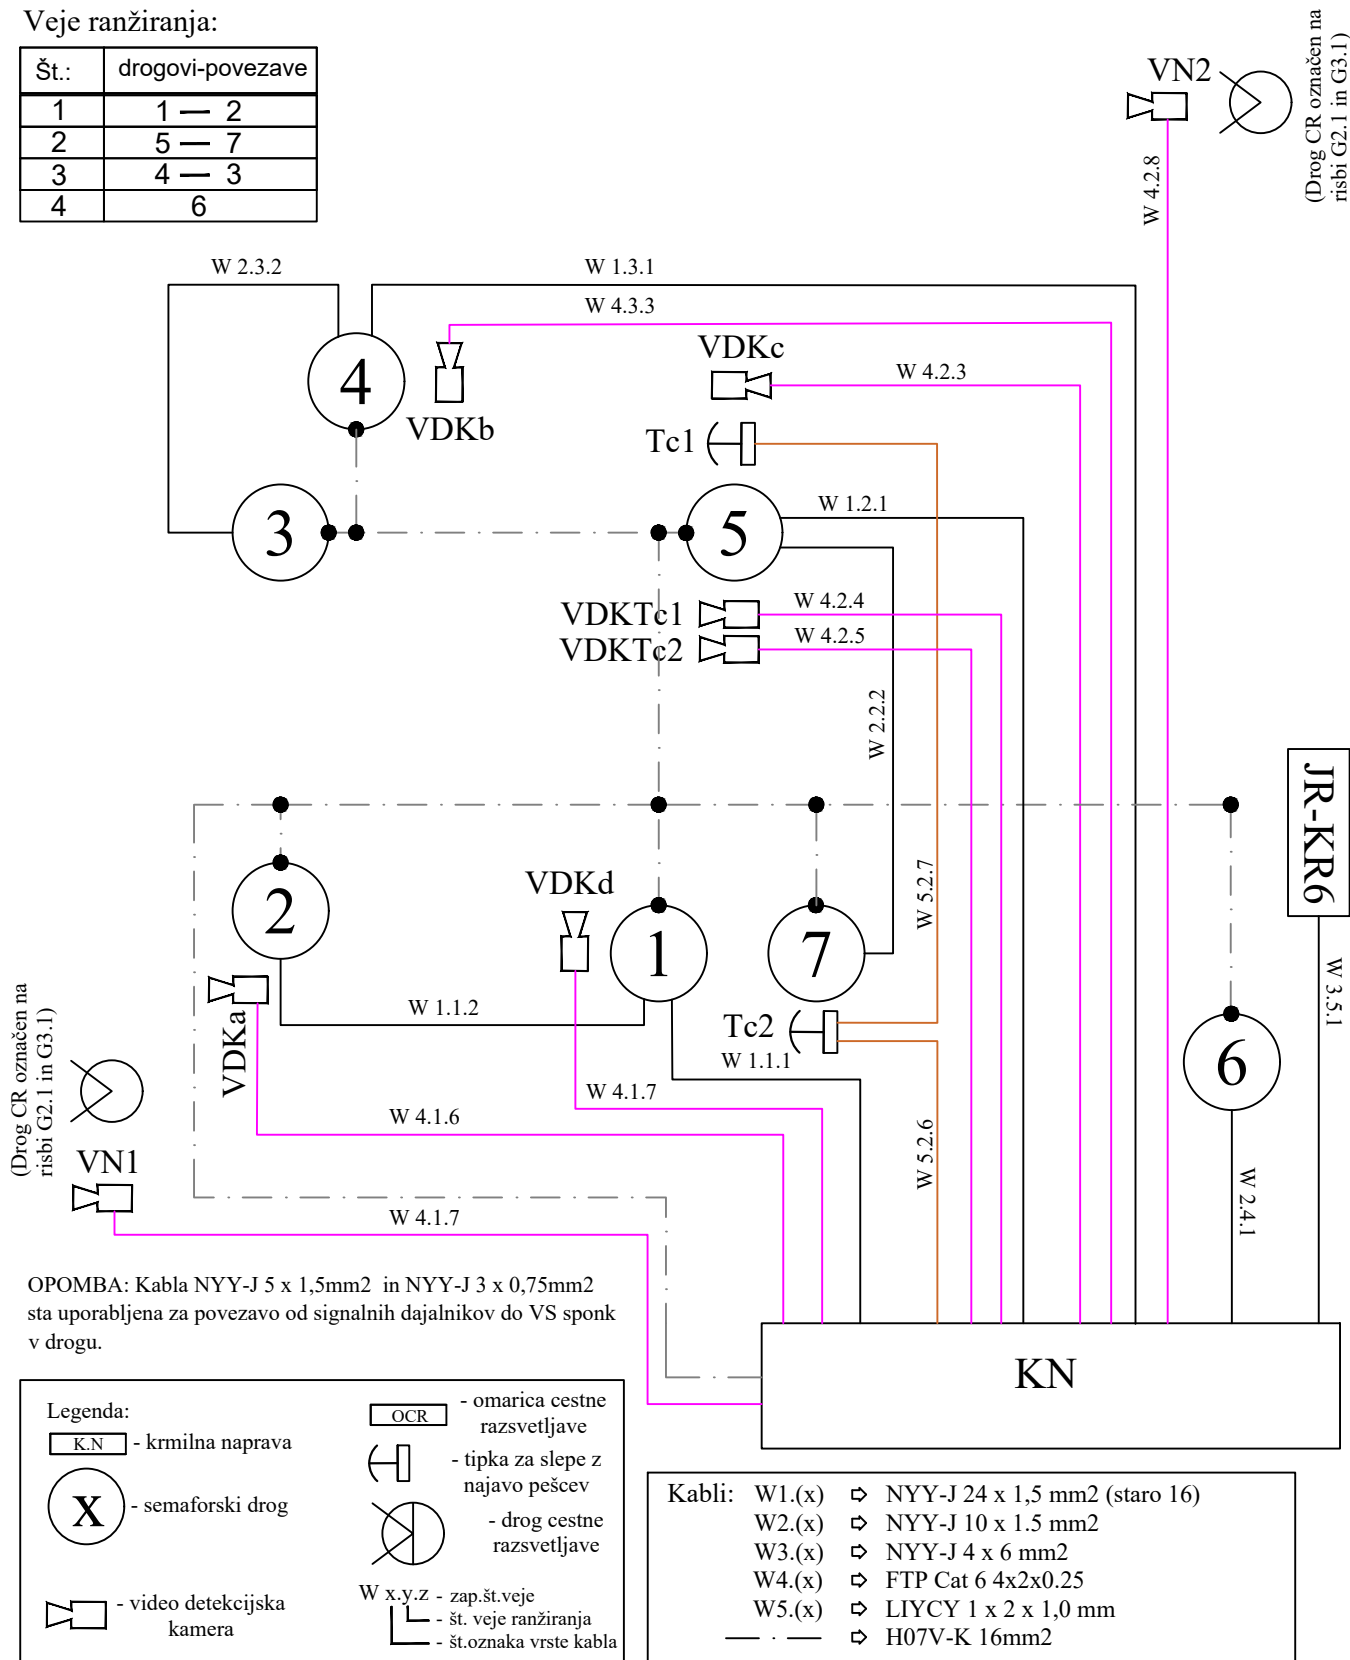 Veje ranžiranja:
Št.: drogovi-povezave
1 1 — 2
2 5 — 7
3 4 — 3
4 6
VN2
(Drog CR označen na
risbi G2.1 in G3.1)
W 4.2.8
W 2.3.2
W 1.3.1
W 4.3.3
VDKc
W 4.2.3
4
VDKb
Tc1
W 1.2.1
3
5
VDKTc1
W 4.2.4
VDKTc2
W 4.2.5
W 2.2.2
JR-KR6
W 5.2.7
VDKd
2
1
7
W 3.5.1
(Drog CR označen na
risbi G2.1 in G3.1)
VDKa
W 1.1.2
Tc2
W 1.1.1
6
W 4.1.7
W 4.1.6
W 5.2.6
VN1
W 2.4.1
W 4.1.7
OPOMBA: Kabla NYY-J 5 x 1,5mm2 in NYY-J 3 x 0,75mm2
sta uporabljena za povezavo od signalnih dajalnikov do VS sponk
v drogu.
KN
Legenda:
K.N - krmilna naprava
X - semaforski drog
- video detekcijska
kamera
OCR - omarica cestne
razsvetljave
- tipka za slepe z
najavo pešcev
- drog cestne
razsvetljave
W x.y.z - zap.št.veje
- št. veje ranžiranja
- št.oznaka vrste kabla
Kabli: W1.(x) ⇨ NYY-J 24 x 1,5 mm2 (staro 16)
W2.(x) ⇨ NYY-J 10 x 1.5 mm2
W3.(x) ⇨ NYY-J 4 x 6 mm2
W4.(x) ⇨ FTP Cat 6 4x2x0.25
W5.(x) ⇨ LIYCY 1 x 2 x 1,0 mm
⇨ H07V-K 16mm2